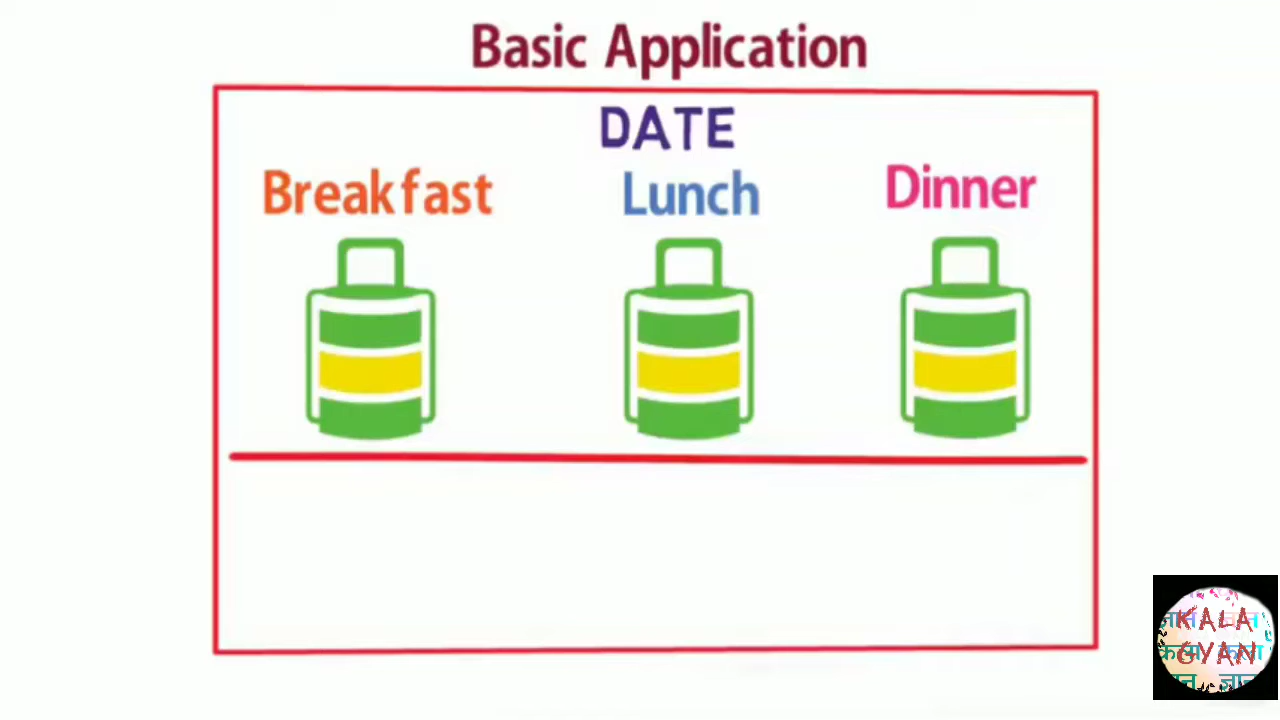 Basic Application
DATE
Breakfast Lunch Dinner
KALA
GYAN